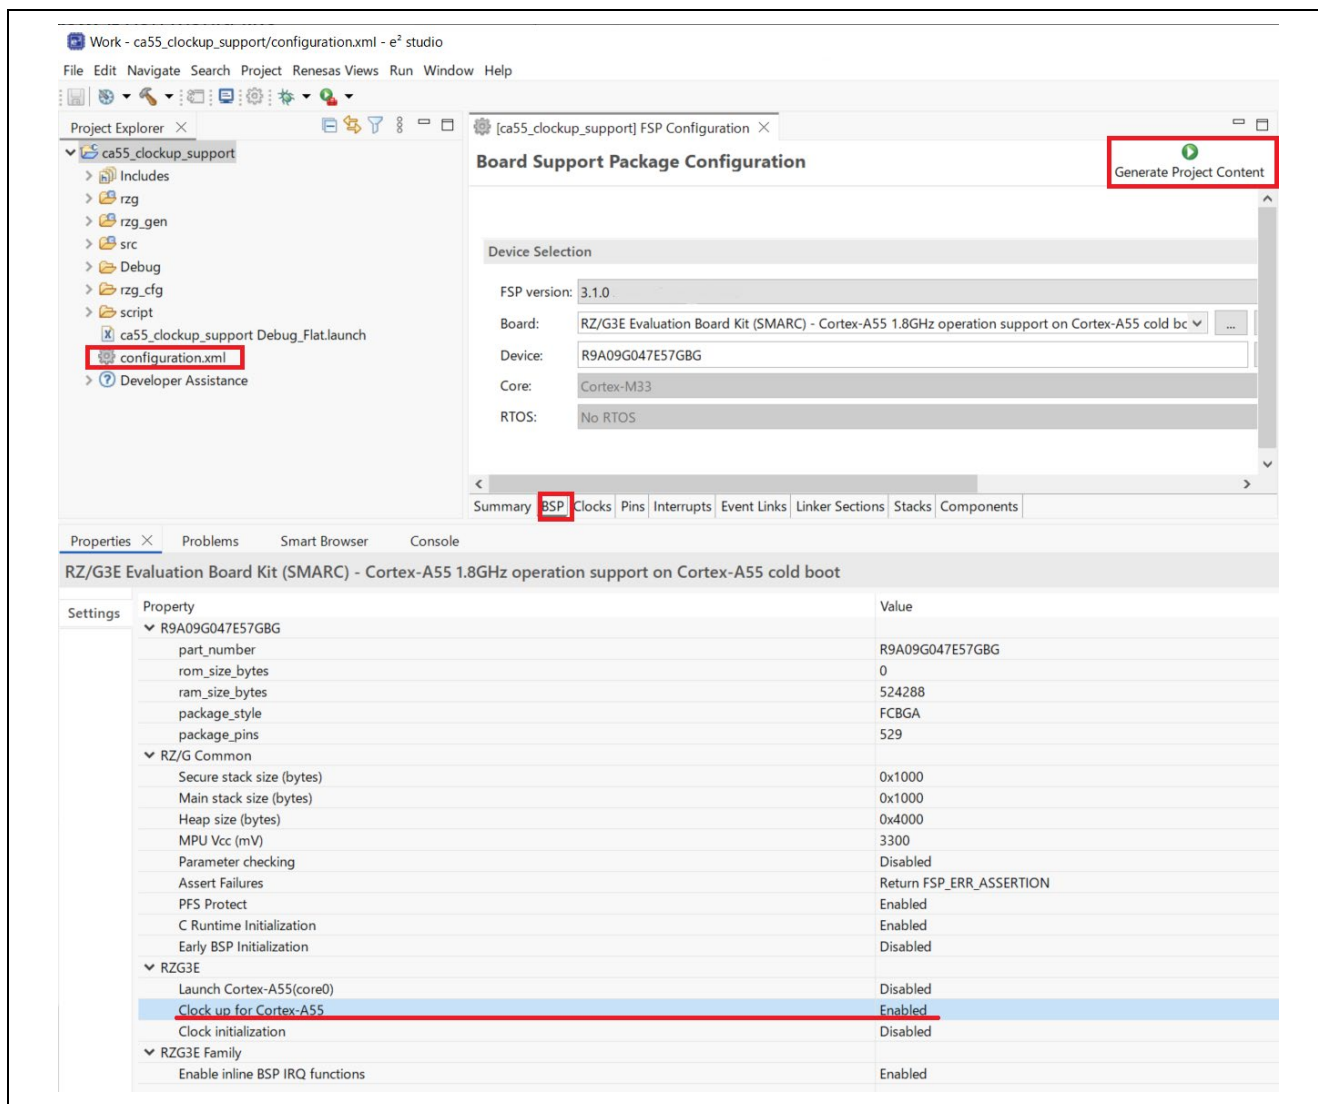 Work - ca55_clockup_support/configuration.xml - e² studio
File Edit Navigate Search Project Renesas Views Run Window Help
Project Explorer
[ca55_clockup_support] FSP Configuration
ca55_clockup_support
Includes
rzg
rzg_gen
src
Debug
rzg_cfg
script
ca55_clockup_support Debug_Flat.launch
configuration.xml
Developer Assistance
Board Support Package Configuration
Generate Project Content
Device Selection
FSP version: 3.1.0
Board: RZ/G3E Evaluation Board Kit (SMARC) - Cortex-A55 1.8GHz operation support on Cortex-A55 cold bc ...
Device: R9A09G047E57GBG
Core: Cortex-M33
RTOS: No RTOS
Summary BSP Clocks Pins Interrupts Event Links Linker Sections Stacks Components
Properties Problems Smart Browser Console
RZ/G3E Evaluation Board Kit (SMARC) - Cortex-A55 1.8GHz operation support on Cortex-A55 cold boot
Settings
Property Value
R9A09G047E57GBG
part_number R9A09G047E57GBG
rom_size_bytes 0
ram_size_bytes 524288
package_style FCBGA
package_pins 529
RZ/G Common
Secure stack size (bytes) 0x1000
Main stack size (bytes) 0x1000
Heap size (bytes) 0x4000
MPU Vcc (mV) 3300
Parameter checking Disabled
Assert Failures Return FSP_ERR_ASSERTION
PFS Protect Enabled
C Runtime Initialization Enabled
Early BSP Initialization Disabled
RZG3E
Launch Cortex-A55(core0) Disabled
Clock up for Cortex-A55 Enabled
Clock initialization Disabled
RZG3E Family
Enable inline BSP IRQ functions Enabled